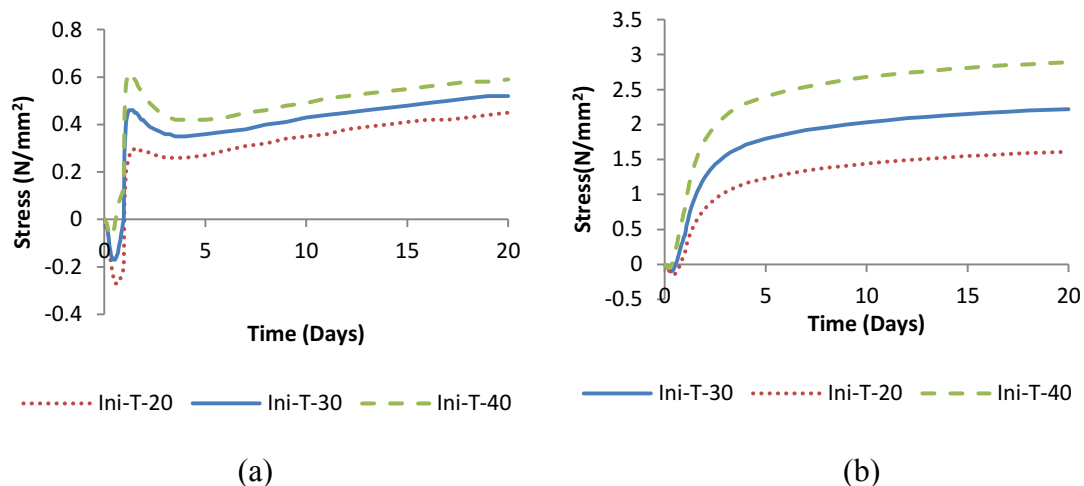 Stress (N/mm²)
0.8
0.6
0.4
0.2
0
-0.2
-0.4
0 5 10 15 20
Time (Days)
Ini-T-20 Ini-T-30 Ini-T-40
(a)
Stress(N/mm²)
3.5
3
2.5
2
1.5
1
0.5
0
-0.5
0 5 10 15 20
Time (Days)
Ini-T-30 Ini-T-20 Ini-T-40
(b)